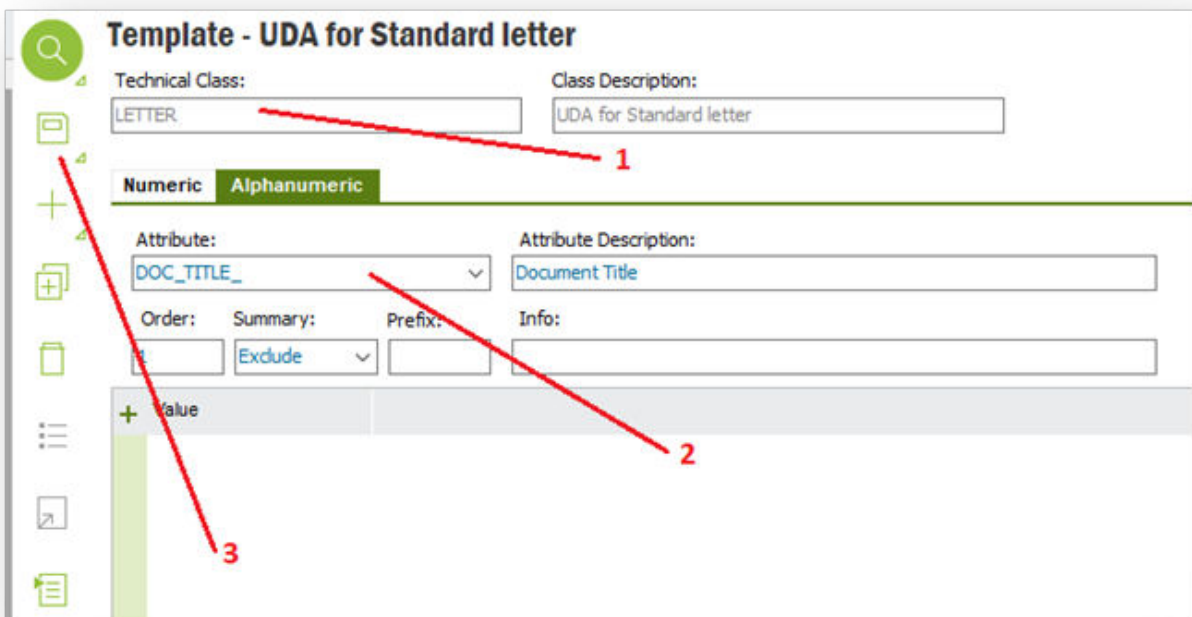 Template - UDA for Standard letter
Technical Class: Class Description:
LETTER UDA for Standard letter
1
Numeric Alphanumeric
Attribute: Attribute Description:
DOC_TITLE_ Document Title
Order: Summary: Prefix: Info:
1 Exclude
Value
2
3